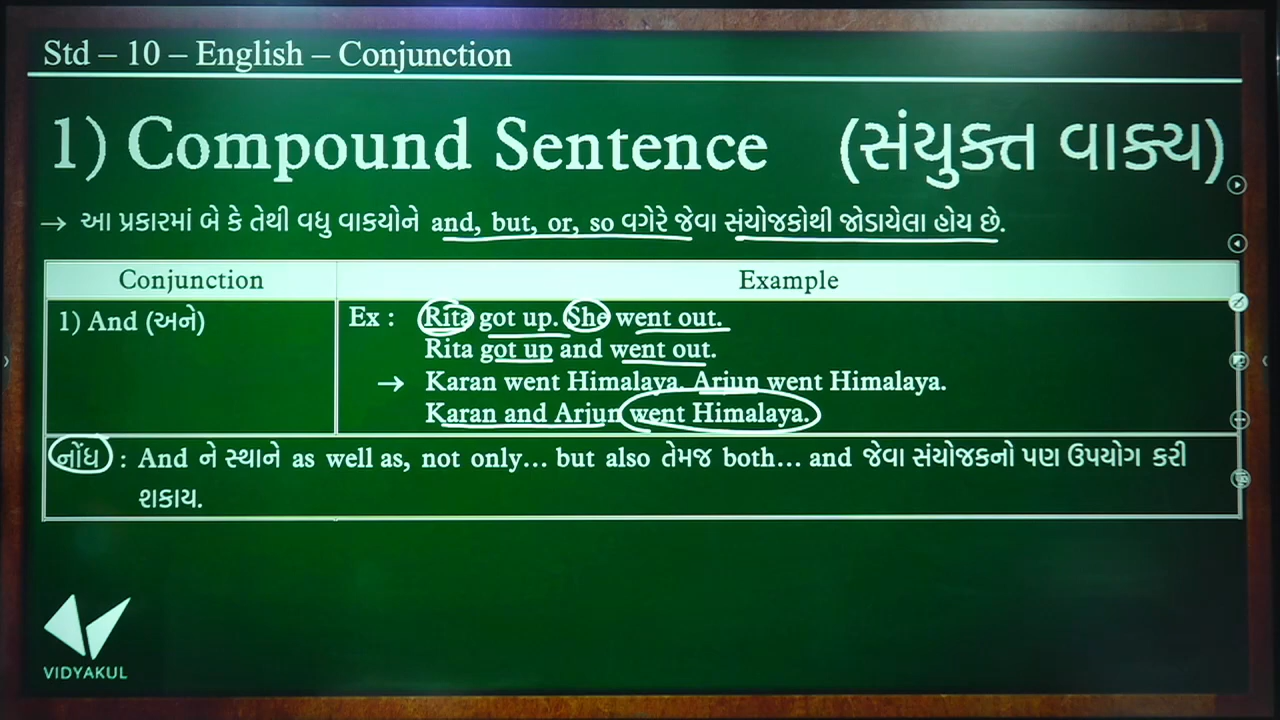 Std – 10 – English – Conjunction
1) Compound Sentence (સંયુક્ત વાક્ય)
→ આ પ્રકારમાં બે કે તેથી વધુ વાકયોને and, but, or, so વગેરે જેવા સંયોજકોથી જોડાયેલા હોય છે.
Conjunction Example
1) And (અને) Ex : Rita got up. She went out.
Rita got up and went out.
→ Karan went Himalaya. Arjun went Himalaya.
Karan and Arjun went Himalaya.
નોંધ : And ને સ્થાને as well as, not only... but also તેમજ both... and જેવા સંયોજકનો પણ ઉપયોગ કરી
શકાય.
VIDYAKUL